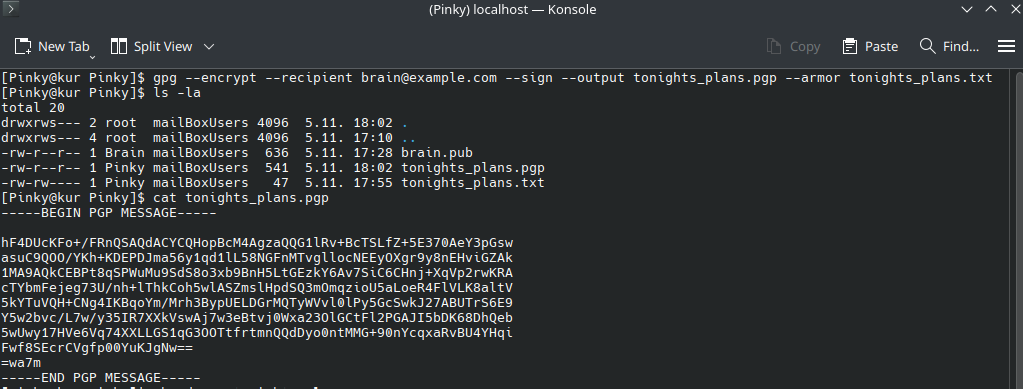 (Pinky) localhost — Konsole
New Tab Split View Copy Paste Find...
[Pinky@kur Pinky]$ gpg --encrypt --recipient brain@example.com --sign --output tonights_plans.pgp --armor tonights_plans.txt
[Pinky@kur Pinky]$ ls -la
total 20
drwxrws--- 2 root  mailBoxUsers 4096  5.11. 18:02 .
drwxrws--- 4 root  mailBoxUsers 4096  5.11. 17:10 ..
-rw-r--r-- 1 Brain mailBoxUsers  636  5.11. 17:28 brain.pub
-rw-r--r-- 1 Pinky mailBoxUsers  541  5.11. 18:02 tonights_plans.pgp
-rw-rw---- 1 Pinky mailBoxUsers   47  5.11. 17:55 tonights_plans.txt
[Pinky@kur Pinky]$ cat tonights_plans.pgp
-----BEGIN PGP MESSAGE-----
hF4DUcKFo+/FRnQSAQdACYCQHopBcM4AgzaQQG1lRv+BcTSLfZ+5E370AeY3pGsw
asuC9QOO/YKh+KDEPDJma56y1qd1lL58NGFnMTvgllocNEEyOXgr9y8nEHviGZAk
1MA9AQkCEBPt8qSPWuMu9SdS8o3xb9BnH5LtGEzkY6Av7SiC6CHnj+XqVp2rwKRA
cTYbmFejeg73U/nh+lThkCoh5wlASZmslHpdSQ3mOmqzioU5aLoeR4FlVLK8altV
5kYTuVQH+CNg4IKBqoYm/Mrh3BypUELDGrMQTyWVvl0lPy5GcSwkJ27ABUTrS6E9
Y5w2bvc/L7w/y35IR7XXkVswAj7w3eBtvj0Wxa23OlGCtFl2PGAJI5bDK68DhQeb
5wUwy17HVe6Vq74XXLLGS1qG3OOTtfrtmnQQdDyo0ntMMG+90nYcqxaRvBU4YHqi
Fwf8SEcrCVgfp00YuKJgNw==
=wa7m
-----END PGP MESSAGE-----